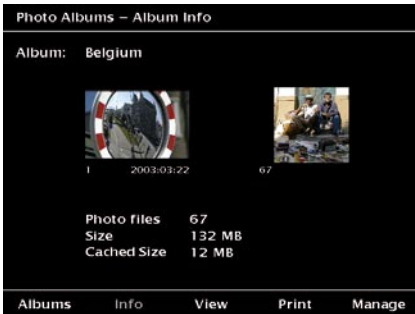 Photo Albums – Album Info
Album: Belgium
1 2003:03:22 67
Photo files 67
Size 132 MB
Cached Size 12 MB
Albums Info View Print Manage